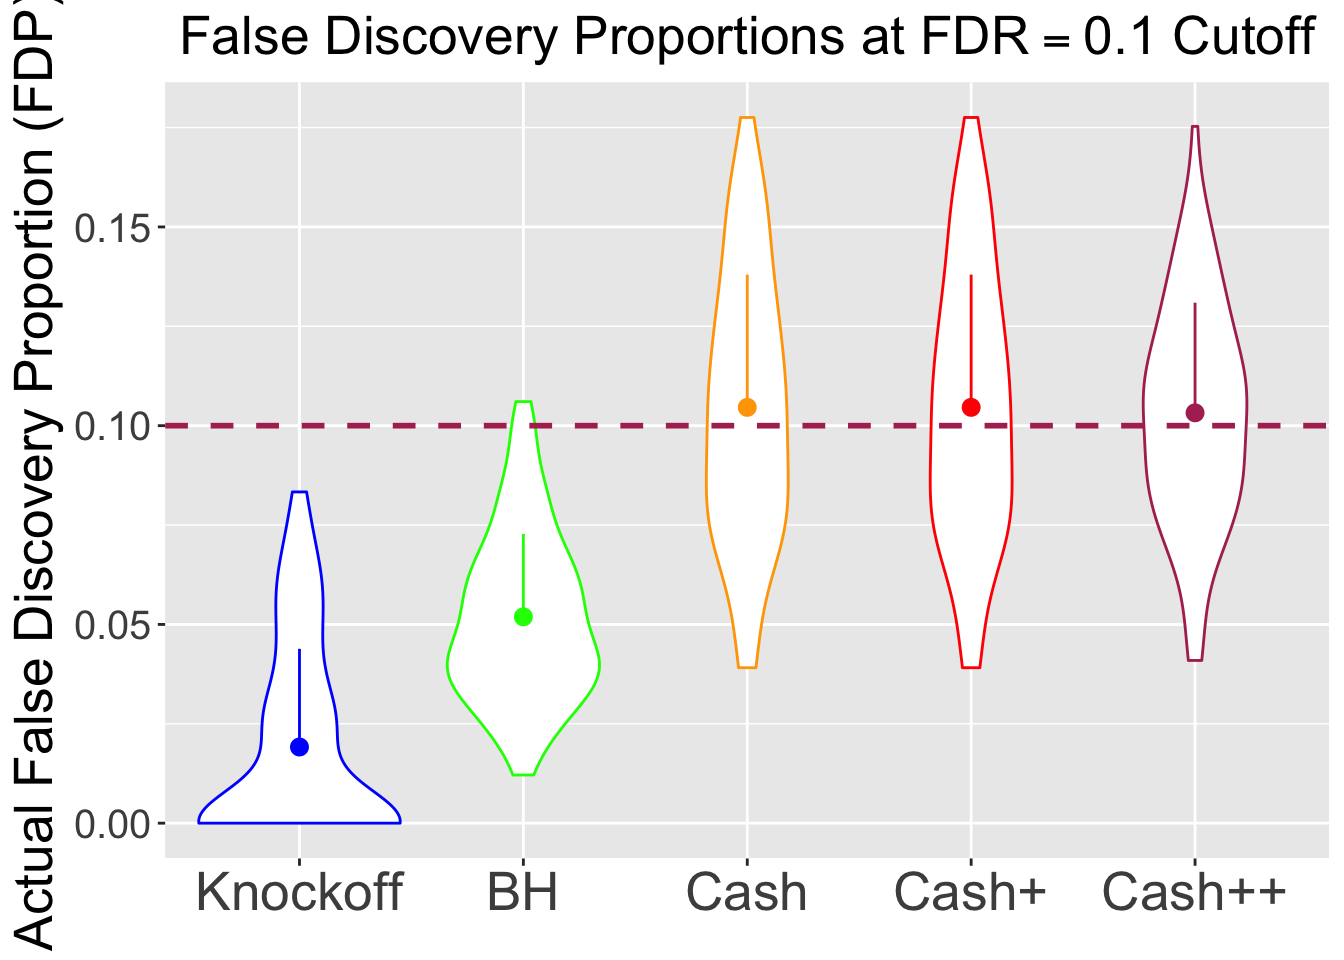 False Discovery Proportions at FDR = 0.1 Cutoff
Actual False Discovery Proportion (FDP)
0.15
0.10
0.05
0.00
Knockoff BH Cash Cash+ Cash++